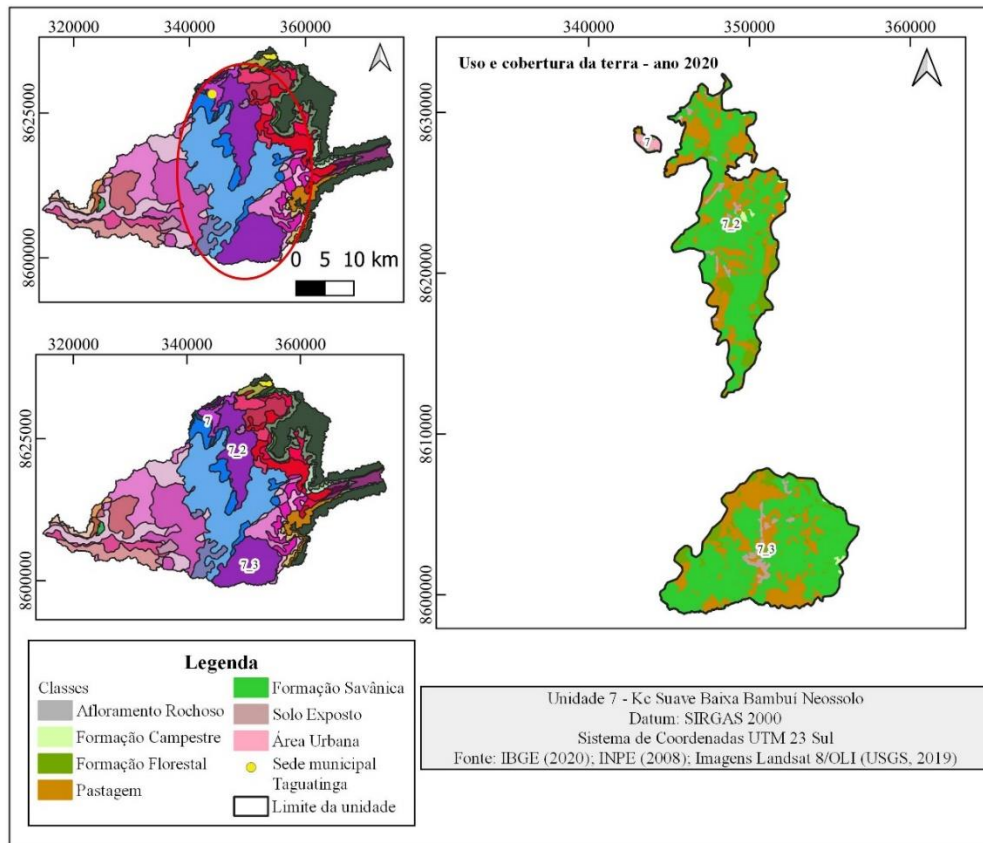 320000 340000 360000
8625000
8600000
0 5 10 km
320000 340000 360000
8625000
8600000
7
7_2
7_3
340000 350000 360000
Uso e cobertura da terra - ano 2020
8630000
8620000
8610000
8600000
7
7_2
7_3
Legenda
Classes
Afloramento Rochoso
Formação Campestre
Formação Florestal
Pastagem
Formação Savânica
Solo Exposto
Área Urbana
Sede municipal
Taguatinga
Limite da unidade
Unidade 7 - Kc Suave Baixa Bambuí Neossolo
Datum: SIRGAS 2000
Sistema de Coordenadas UTM 23 Sul
Fonte: IBGE (2020); INPE (2008); Imagens Landsat 8/OLI (USGS, 2019)